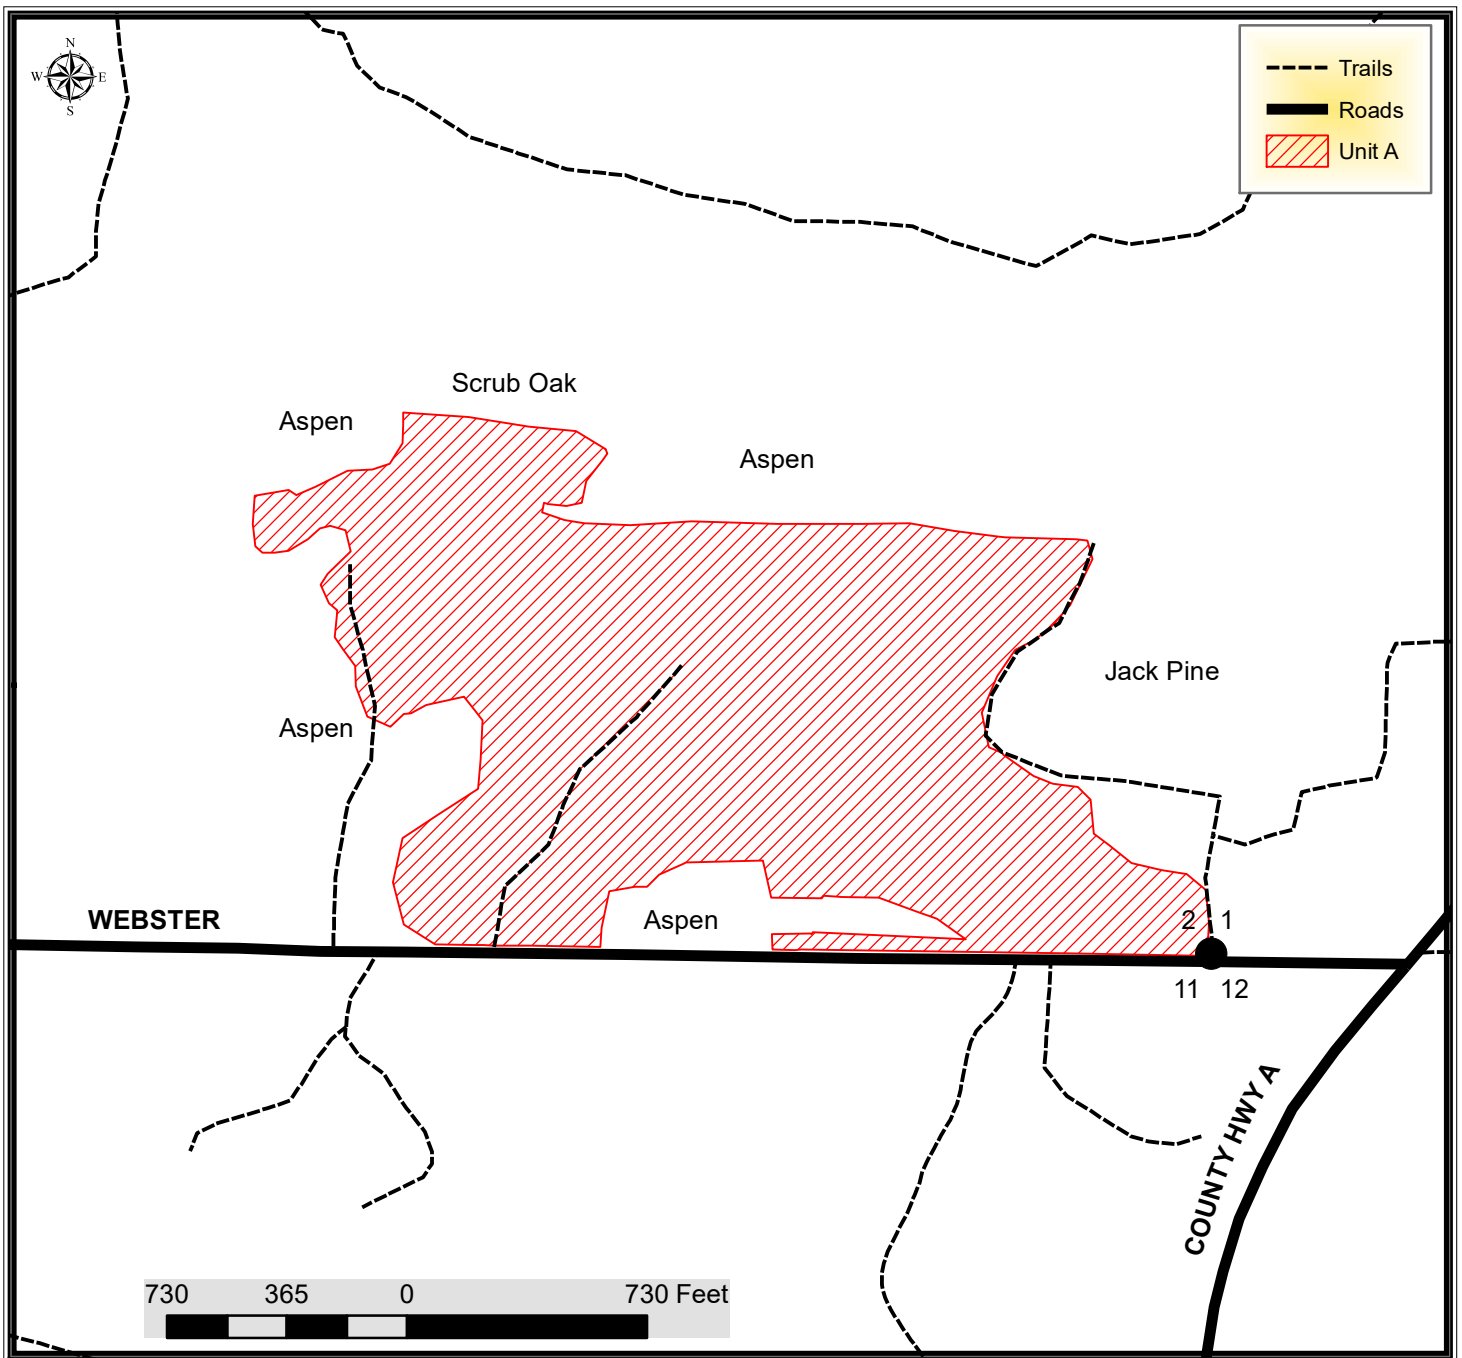 N
W E
S
Trails
Roads
Unit A
Scrub Oak
Aspen
Aspen
Jack Pine
Aspen
WEBSTER
Aspen
2 1
11 12
COUNTY HWY A
730 365 0 730 Feet